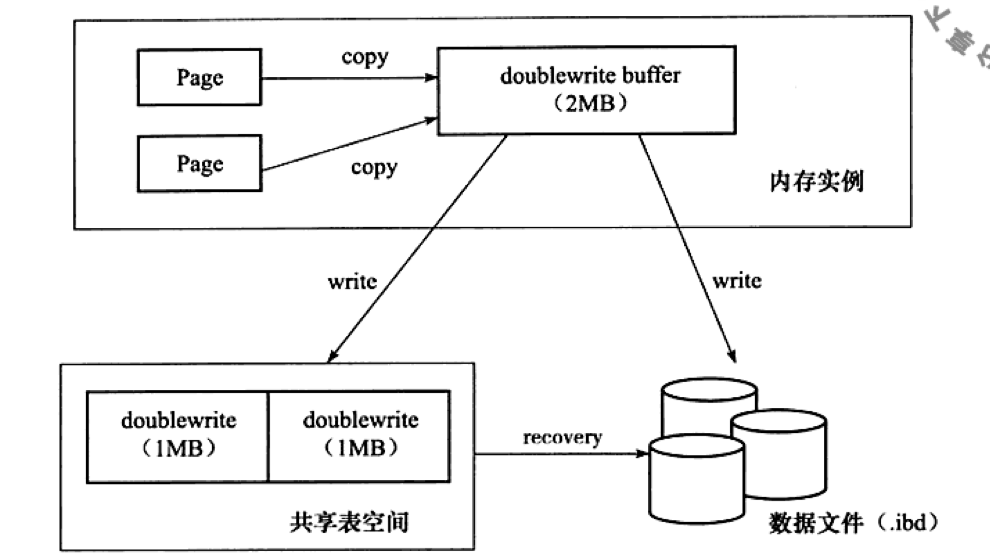 Page
copy
doublewrite buffer
（2MB）
Page
copy
内存实例
write
write
doublewrite
（1MB）
doublewrite
（1MB）
recovery
共享表空间
数据文件（.ibd）